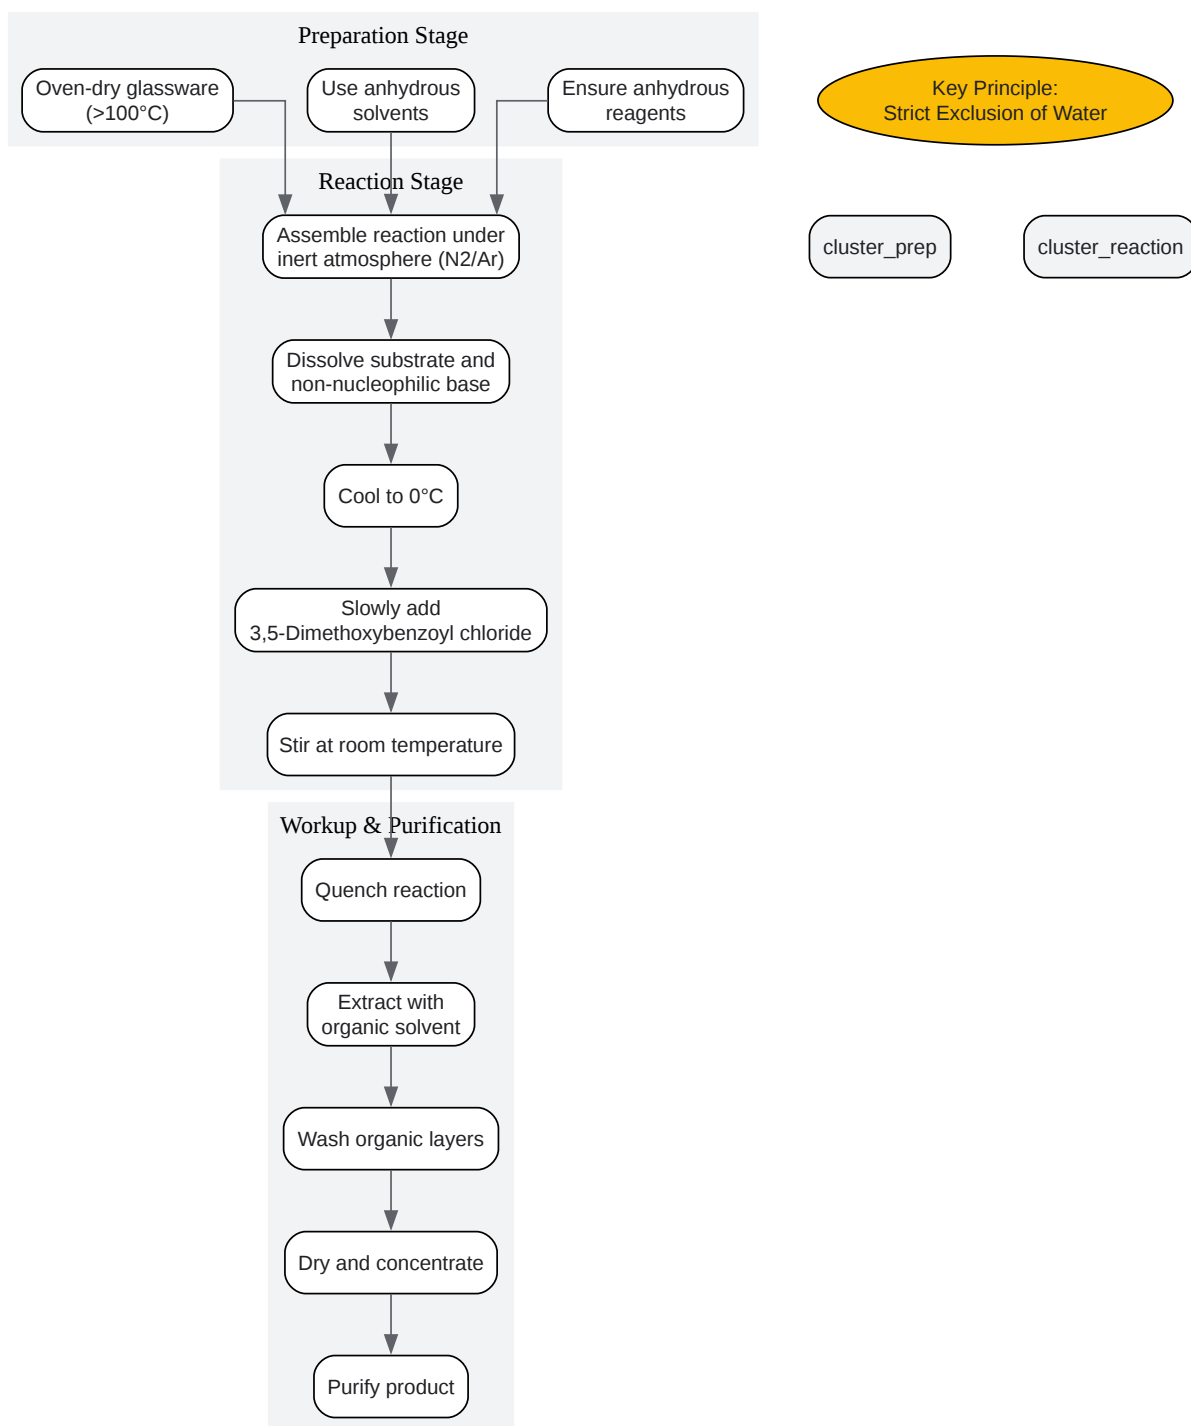 Preparation Stage
Oven-dry glassware
(>100°C)
Use anhydrous
solvents
Ensure anhydrous
reagents
Key Principle:
Strict Exclusion of Water
Reaction Stage
Assemble reaction under
inert atmosphere (N2/Ar)
cluster_prep
cluster_reaction
Dissolve substrate and
non-nucleophilic base
Cool to 0°C
Slowly add
3,5-Dimethoxybenzoyl chloride
Stir at room temperature
Workup & Purification
Quench reaction
Extract with
organic solvent
Wash organic layers
Dry and concentrate
Purify product